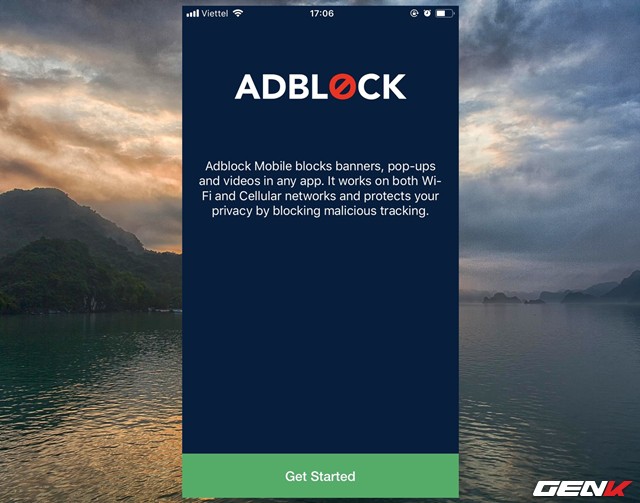 Viettel 17:06
ADBLOCK
Adblock Mobile blocks banners, pop-ups
and videos in any app. It works on both Wi-
Fi and Cellular networks and protects your
privacy by blocking malicious tracking.
Get Started
GENK